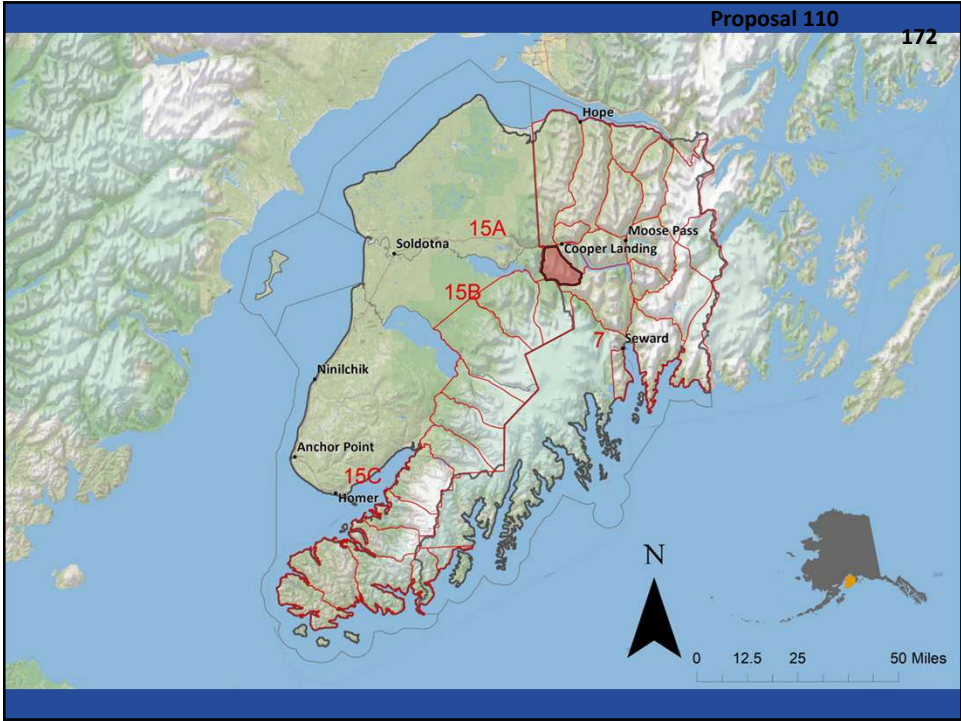 Proposal 110
172
Hope
15A
Moose Pass
Soldotna
Cooper Landing
15B
7
Seward
Ninilchik
Anchor Point
15C
Homer
N
0 12.5 25 50 Miles